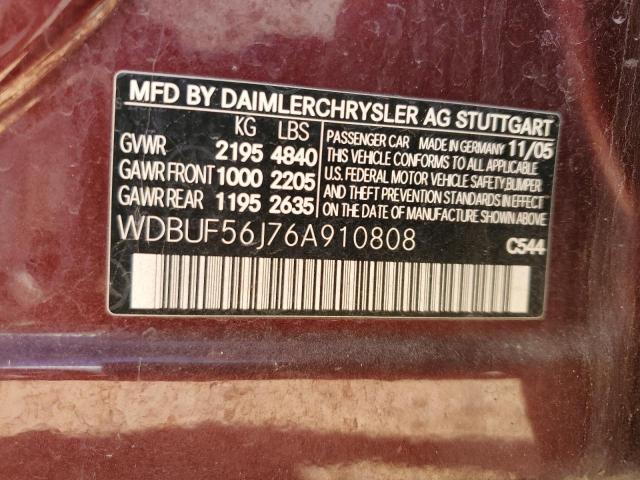 MFD BY DAIMLERCHRYSLER AG STUTTGART
KG LBS
GVWR 2195 4840
GAWR FRONT 1000 2205
GAWR REAR 1195 2635
PASSENGER CAR MADE IN GERMANY 11/05
THIS VEHICLE CONFORMS TO ALL APPLICABLE
U.S. FEDERAL MOTOR VEHICLE SAFETY, BUMPER
AND THEFT PREVENTION STANDARDS IN EFFECT
ON THE DATE OF MANUFACTURE SHOWN ABOVE.
WDBUF56J76A910808
C544